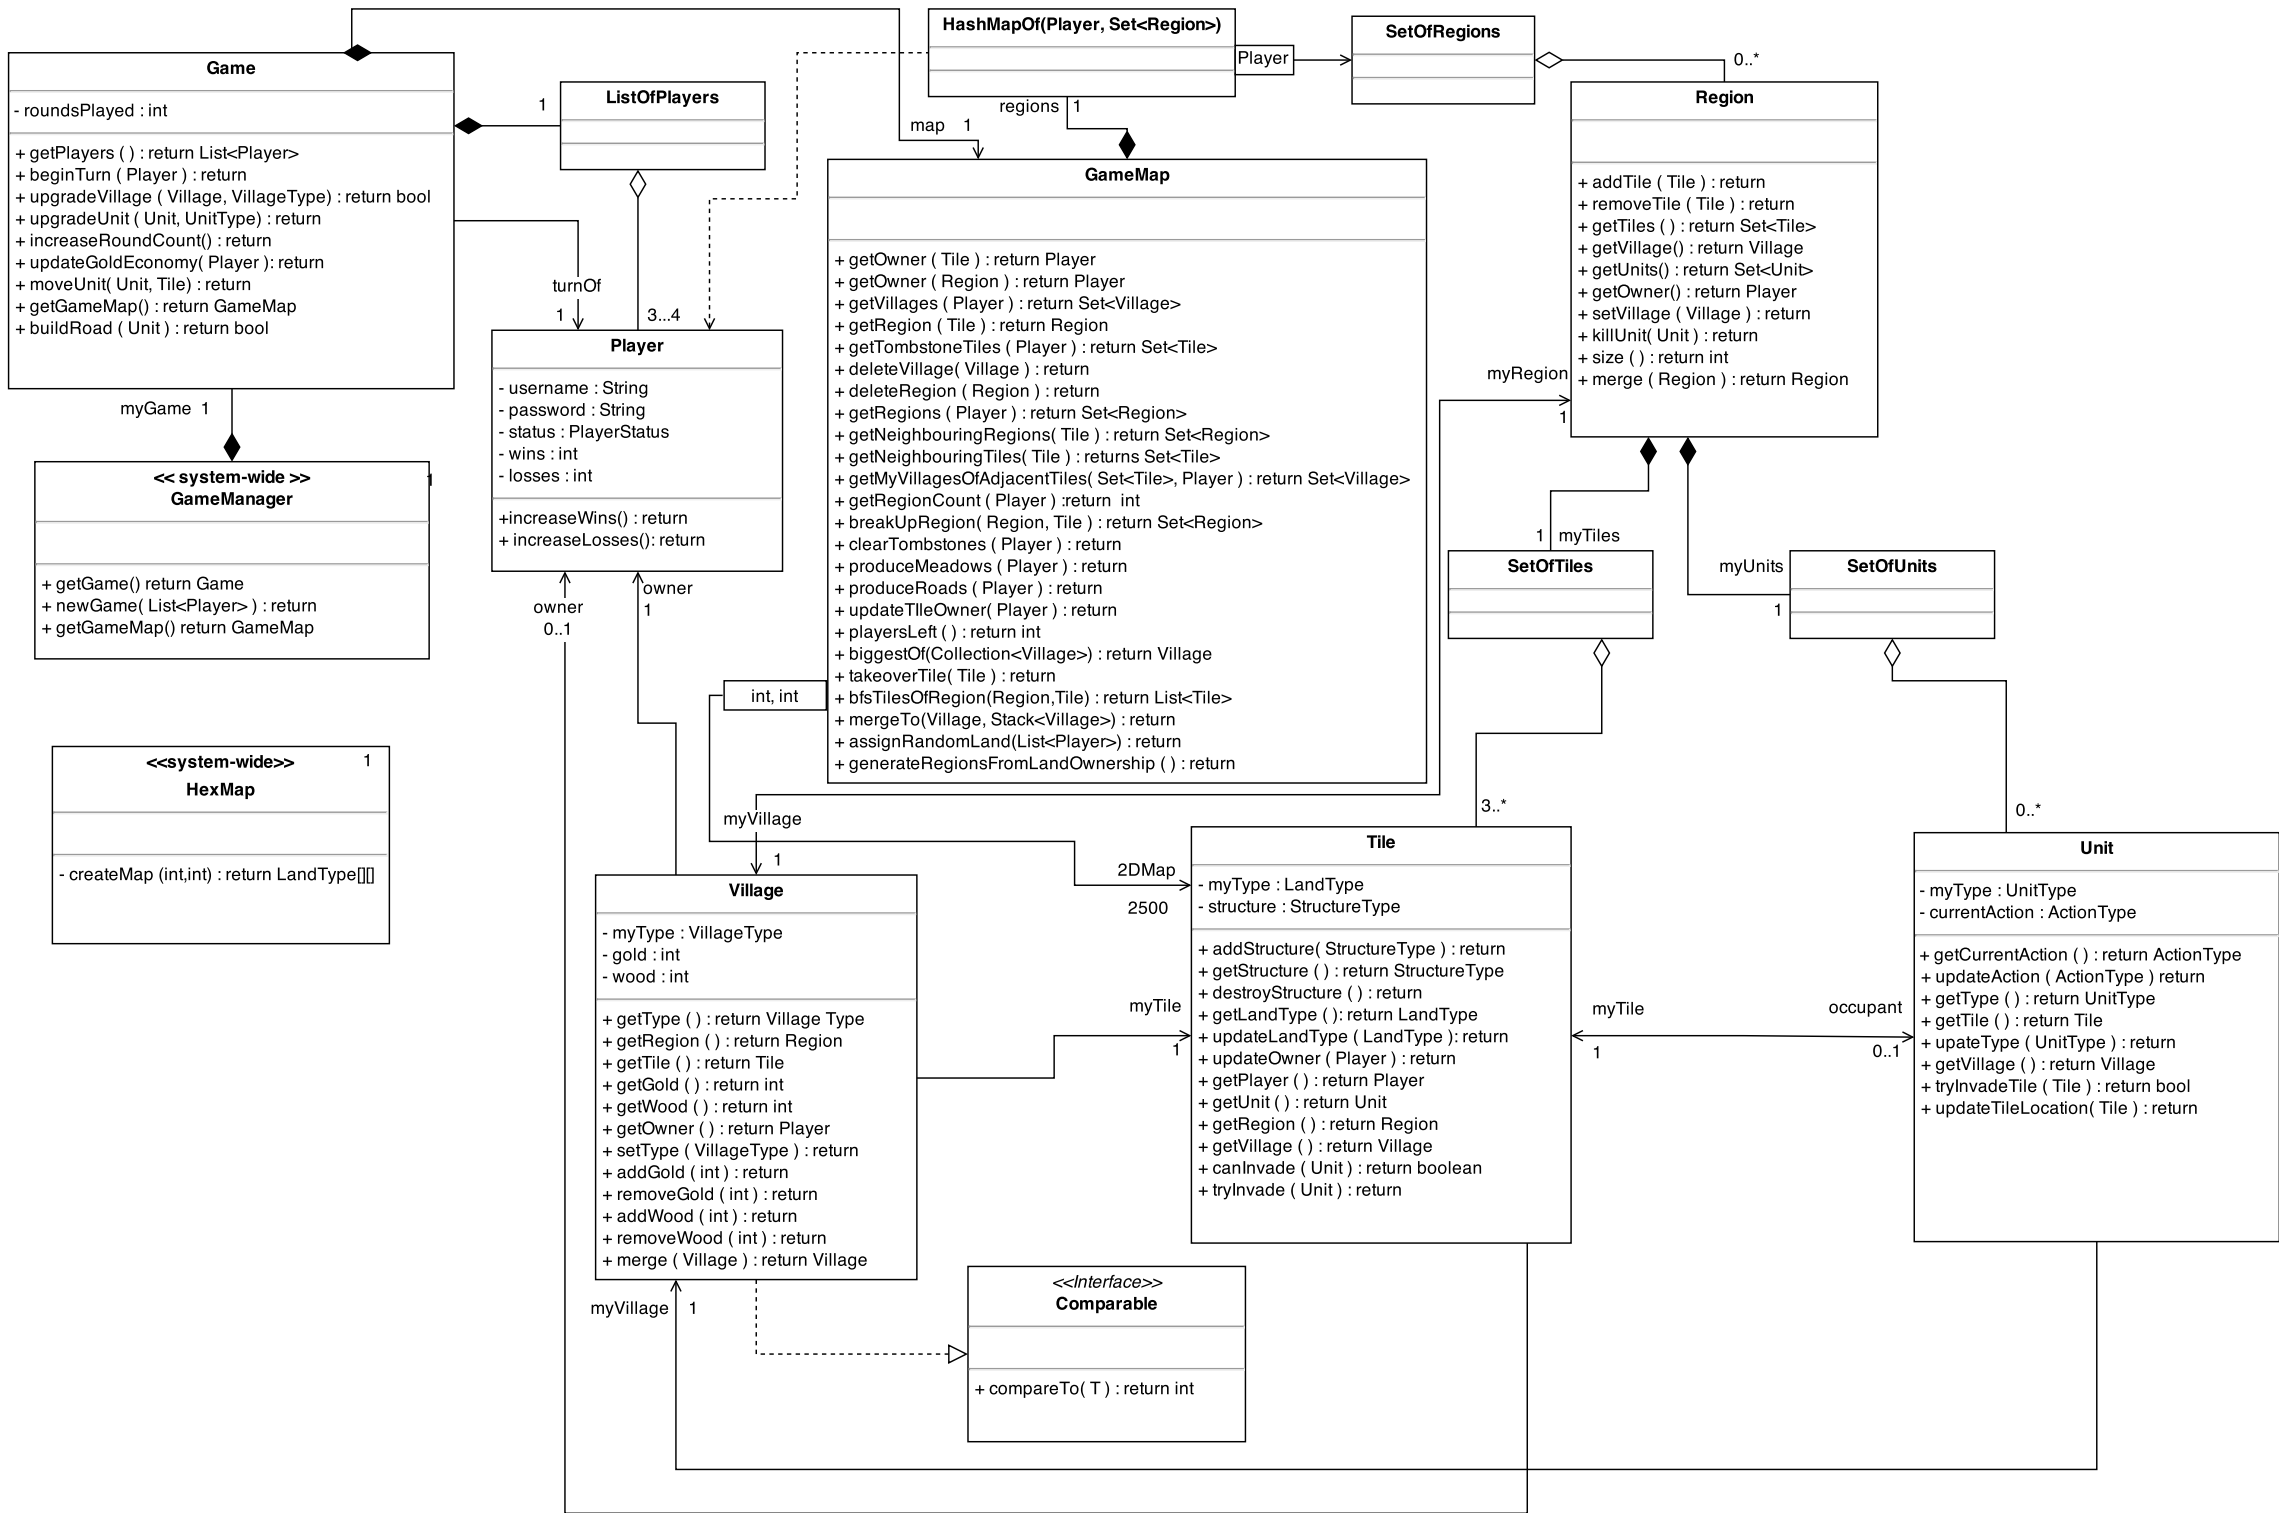 Game
- roundsPlayed : int
+ getPlayers ( ) : return List<Player>
+ beginTurn ( Player ) : return
+ upgradeVillage ( Village, VillageType) : return bool
+ upgradeUnit ( Unit, UnitType) : return
+ increaseRoundCount() : return
+ updateGoldEconomy( Player ): return
+ moveUnit( Unit, Tile) : return
+ getGameMap() : return GameMap
+ buildRoad ( Unit ) : return bool
myGame 1
<< system-wide >>
GameManager
1
+ getGame() return Game
+ newGame( List<Player> ) : return
+ getGameMap() return GameMap
<<system-wide>>
1
HexMap
- createMap (int,int) : return LandType[][]
1
ListOfPlayers
turnOf
1
3...4
Player
- username : String
- password : String
- status : PlayerStatus
- wins : int
- losses : int
+increaseWins() : return
+ increaseLosses(): return
owner
0..1
owner
1
HashMapOf(Player, Set<Region>)
Player
SetOfRegions
0..*
regions 1
map 1
GameMap
+ getOwner ( Tile ) : return Player
+ getOwner ( Region ) : return Player
+ getVillages ( Player ) : return Set<Village>
+ getRegion ( Tile ) : return Region
+ getTombstoneTiles ( Player ) : return Set<Tile>
+ deleteVillage( Village ) : return
+ deleteRegion ( Region ) : return
+ getRegions ( Player ) : return Set<Region>
+ getNeighbouringRegions( Tile ) : return Set<Region>
+ getNeighbouringTiles( Tile ) : returns Set<Tile>
+ getMyVillagesOfAdjacentTiles( Set<Tile>, Player ) : return Set<Village>
+ getRegionCount ( Player ) :return int
+ breakUpRegion( Region, Tile ) : return Set<Region>
+ clearTombstones ( Player ) : return
+ produceMeadows ( Player ) : return
+ produceRoads ( Player ) : return
+ updateTIleOwner( Player ) : return
+ playersLeft ( ) : return int
+ biggestOf(Collection<Village>) : return Village
+ takeoverTile( Tile ) : return
+ bfsTilesOfRegion(Region,Tile) : return List<Tile>
+ mergeTo(Village, Stack<Village>) : return
+ assignRandomLand(List<Player>) : return
+ generateRegionsFromLandOwnership ( ) : return
int, int
Region
+ addTile ( Tile ) : return
+ removeTile ( Tile ) : return
+ getTiles ( ) : return Set<Tile>
+ getVillage() : return Village
+ getUnits() : return Set<Unit>
+ getOwner() : return Player
+ setVillage ( Village ) : return
+ killUnit( Unit ) : return
+ size ( ) : return int
+ merge ( Region ) : return Region
myRegion
1
1 myTiles
SetOfTiles
myUnits
1
SetOfUnits
3..*
0..*
myVillage
1
2DMap
2500
Village
- myType : VillageType
- gold : int
- wood : int
+ getType ( ) : return Village Type
+ getRegion ( ) : return Region
+ getTile ( ) : return Tile
+ getGold ( ) : return int
+ getWood ( ) : return int
+ getOwner ( ) : return Player
+ setType ( VillageType ) : return
+ addGold ( int ) : return
+ removeGold ( int ) : return
+ addWood ( int ) : return
+ removeWood ( int ) : return
+ merge ( Village ) : return Village
myTile
1
Tile
- myType : LandType
- structure : StructureType
+ addStructure( StructureType ) : return
+ getStructure ( ) : return StructureType
+ destroyStructure ( ) : return
+ getLandType ( ): return LandType
+ updateLandType ( LandType ): return
+ updateOwner ( Player ) : return
+ getPlayer ( ) : return Player
+ getUnit ( ) : return Unit
+ getRegion ( ) : return Region
+ getVillage ( ) : return Village
+ canInvade ( Unit ) : return boolean
+ tryInvade ( Unit ) : return
myTile
1
occupant
0..1
Unit
- myType : UnitType
- currentAction : ActionType
+ getCurrentAction ( ) : return ActionType
+ updateAction ( ActionType ) return
+ getType ( ) : return UnitType
+ getTile ( ) : return Tile
+ upateType ( UnitType ) : return
+ getVillage ( ) : return Village
+ tryInvadeTile ( Tile ) : return bool
+ updateTileLocation( Tile ) : return
myVillage 1
<<Interface>>
Comparable
+ compareTo( T ) : return int